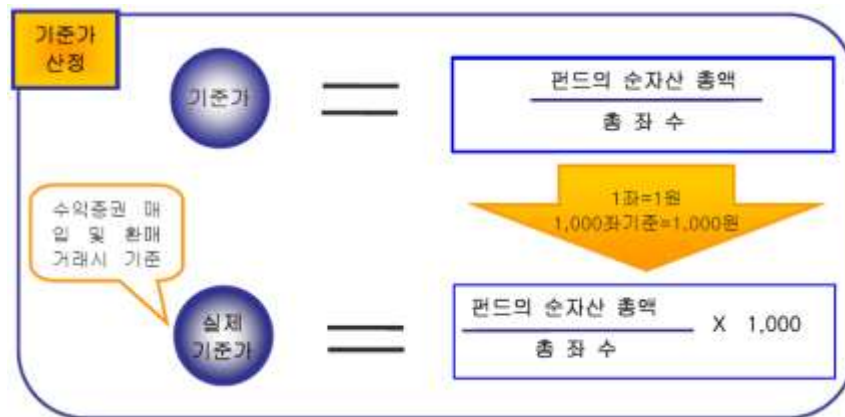 기준가
산정
기준가
펀드의 순자산 총액
총 좌 수
1좌=1원
1,000좌기준=1,000원
수익증권 매
입 및 환매
거래시 기준
실제
기준가
펀드의 순자산 총액
총 좌 수
X 1,000